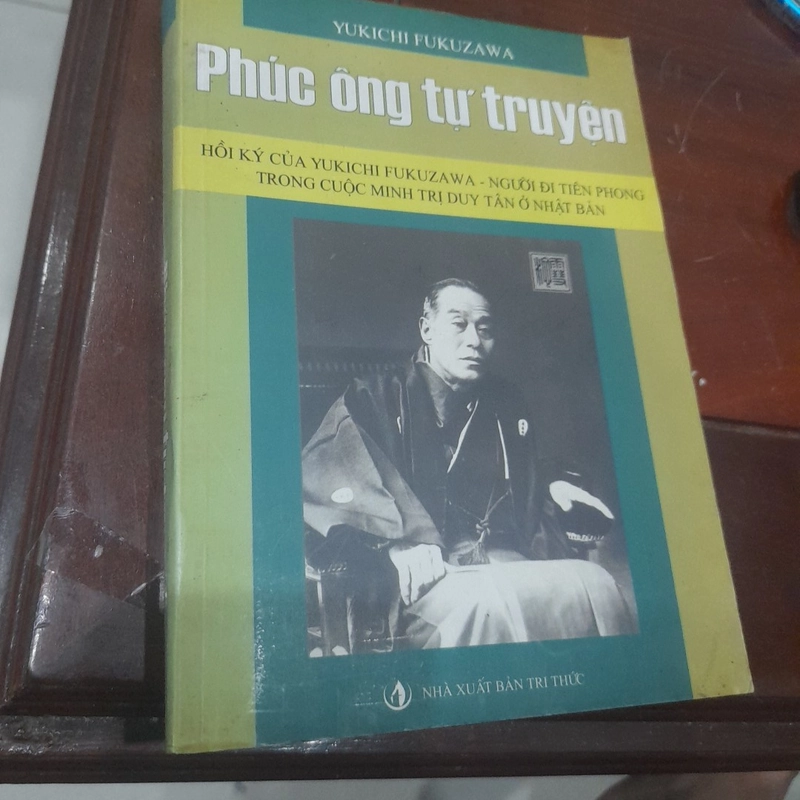 YUKICHI FUKUZAWA
Phúc ông tự truyện
HỒI KÝ CỦA YUKICHI FUKUZAWA - NGƯỜI ĐI TIÊN PHONG
TRONG CUỘC MINH TRỊ DUY TÂN Ở NHẬT BẢN
NHÀ XUẤT BẢN TRI THỨC